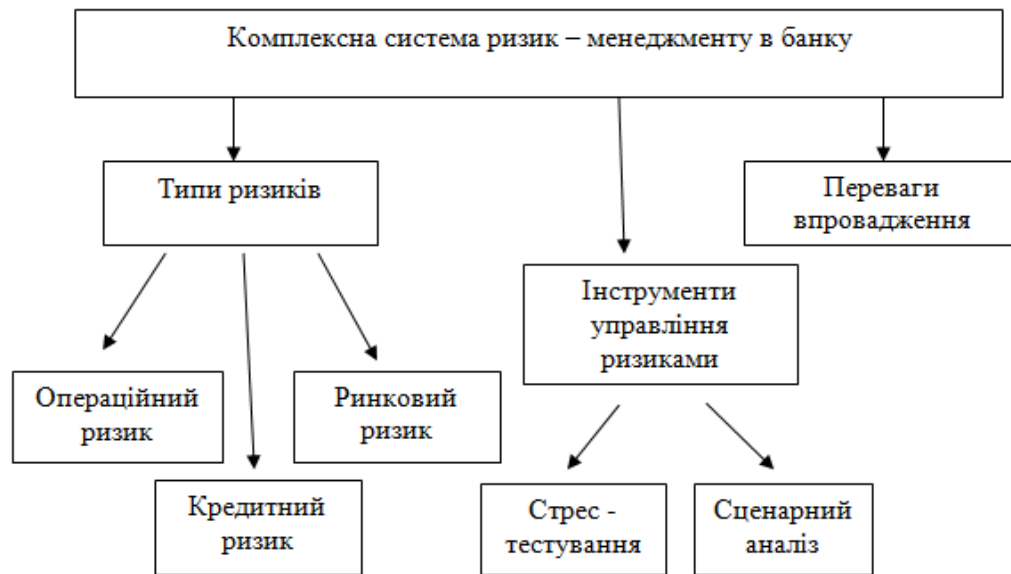 Комплексна система ризик – менеджменту в банку
Типи ризиків
Переваги
впровадження
Інструменти
управління
ризиками
Операційний
ризик
Ринковий
ризик
Кредитний
ризик
Стрес -
тестування
Сценарний
аналіз